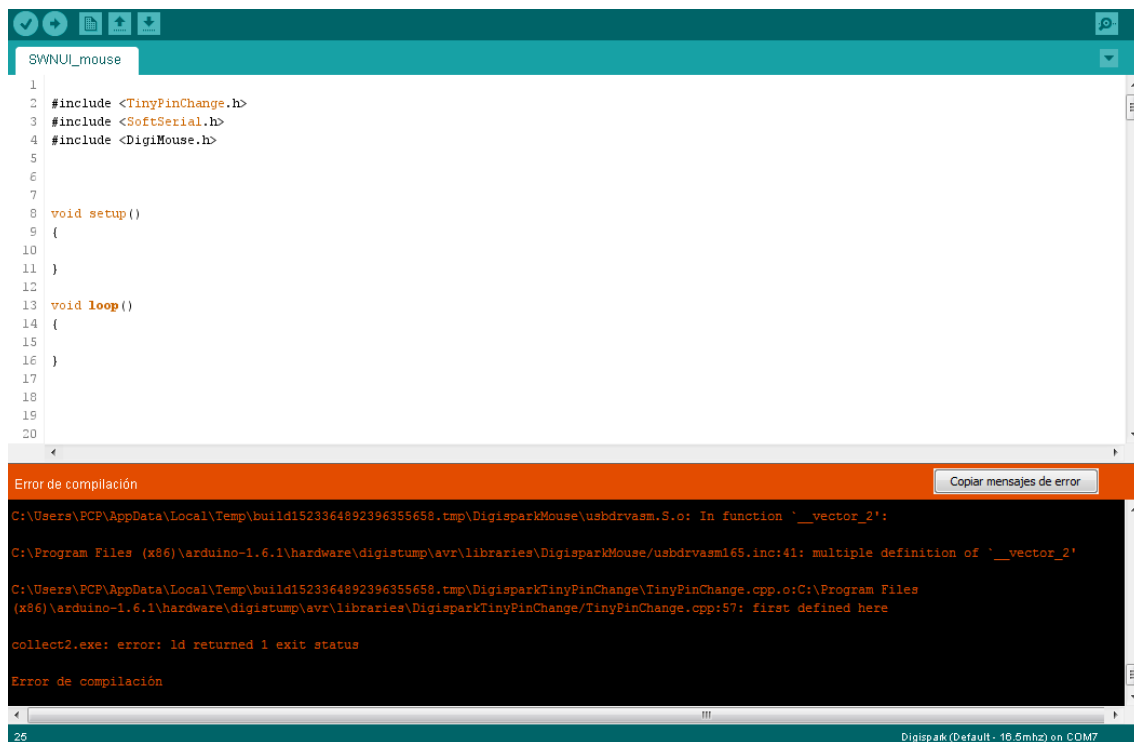 SWNUI_mouse
1
2 #include <TinyPinChange.h>
3 #include <SoftSerial.h>
4 #include <DigiMouse.h>
5
6
7
8 void setup()
9 {
10
11 }
12
13 void loop()
14 {
15
16 }
17
18
19
20
Error de compilación Copiar mensajes de error
C:\Users\PCP\AppData\Local\Temp\build1523364892396355658.tmp\DigisparkMouse\usbdrvasm.S.o: In function `__vector_2':
C:\Program Files (x86)\arduino-1.6.1\hardware\digistump\avr\libraries\DigisparkMouse/usbdrvasm165.inc:41: multiple definition of `__vector_2'
C:\Users\PCP\AppData\Local\Temp\build1523364892396355658.tmp\DigisparkTinyPinChange\TinyPinChange.cpp.o:C:\Program Files
(x86)\arduino-1.6.1\hardware\digistump\avr\libraries\DigisparkTinyPinChange/TinyPinChange.cpp:57: first defined here
collect2.exe: error: ld returned 1 exit status
Error de compilación
25 Digispark (Default - 16.5mhz) on COM7